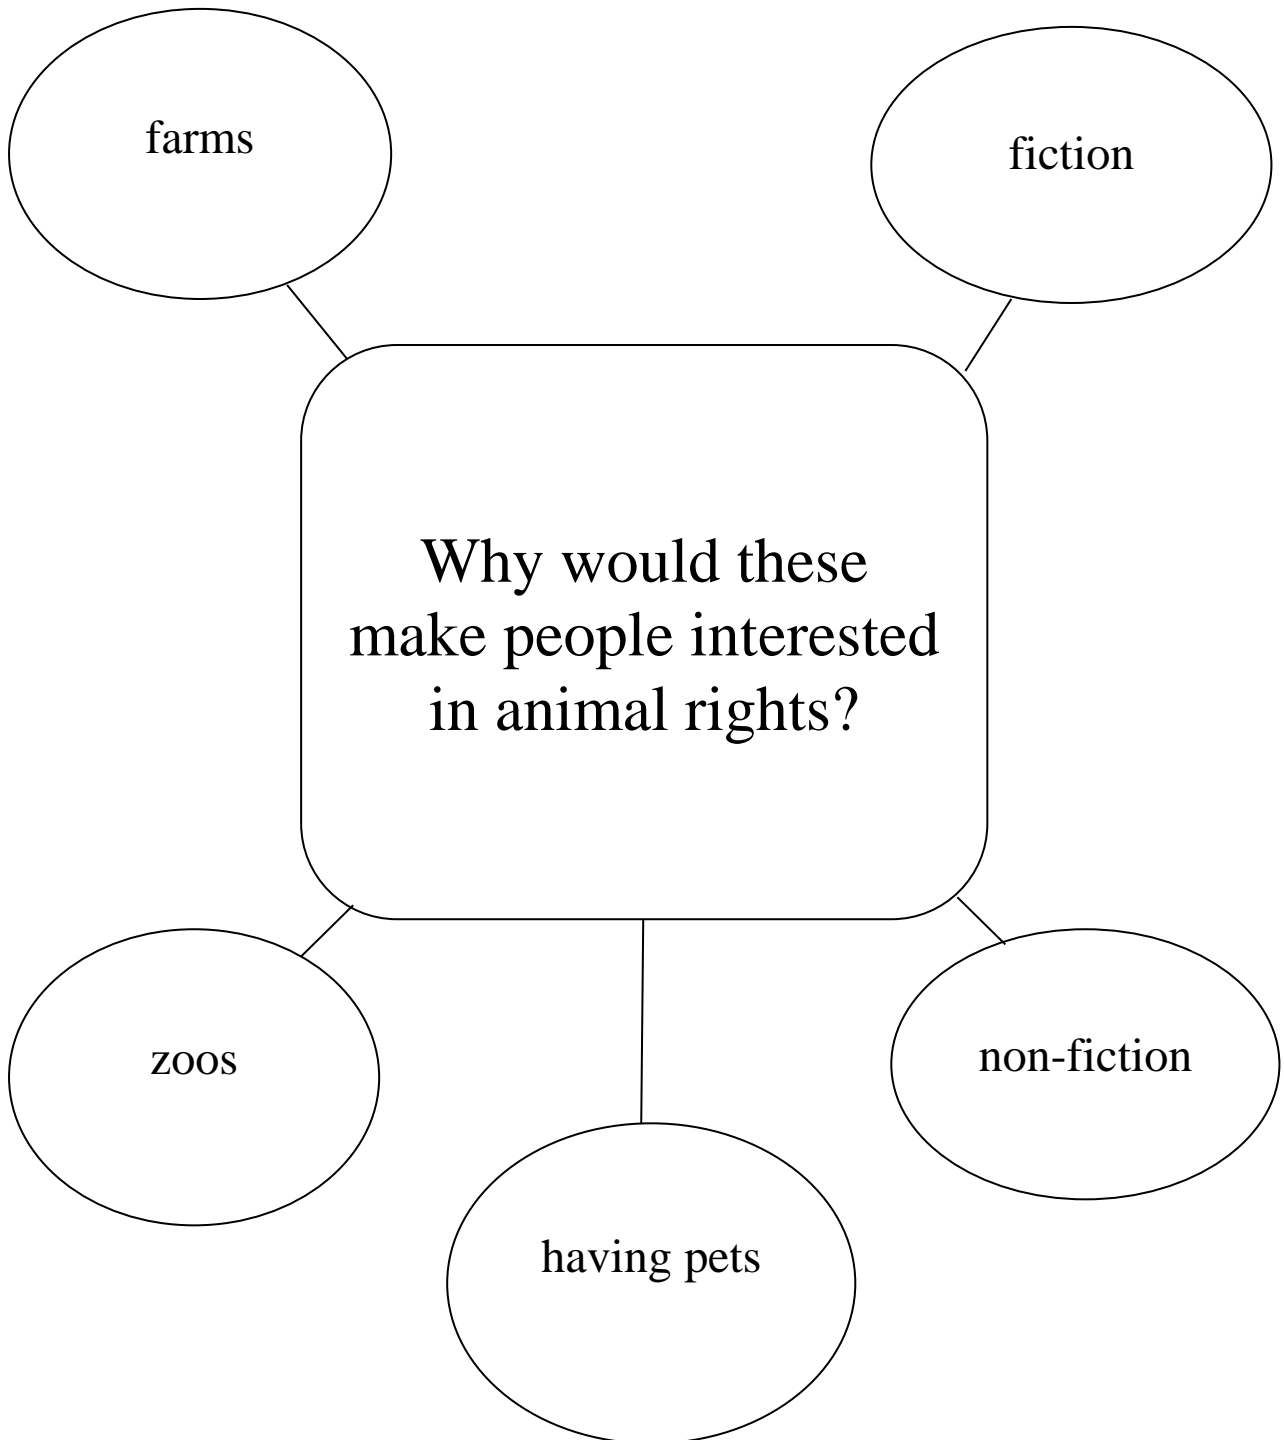 farms
fiction
Why would these
make people interested
in animal rights?
zoos
non-fiction
having pets